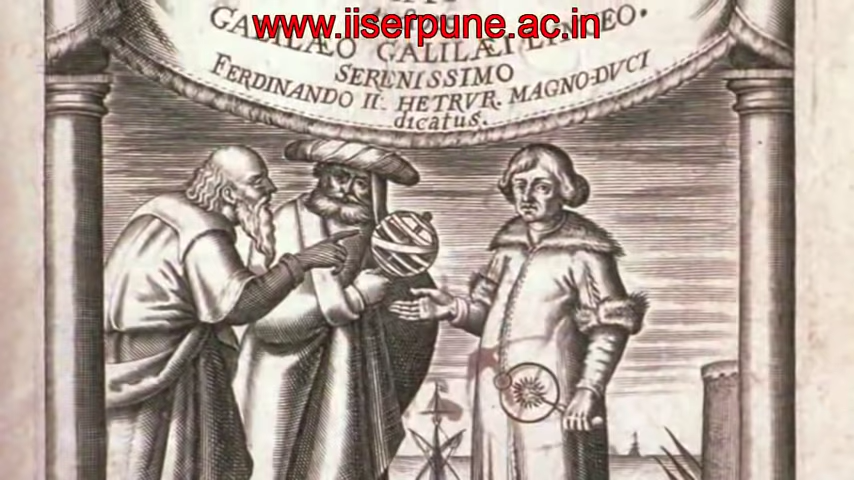 www.iiserpune.ac.in
GALILÆO GALILÆI LYNCEO.
SERENISSIMO
FERDINANDO II. HETRVR. MAGNO-DVCI
dicatus.